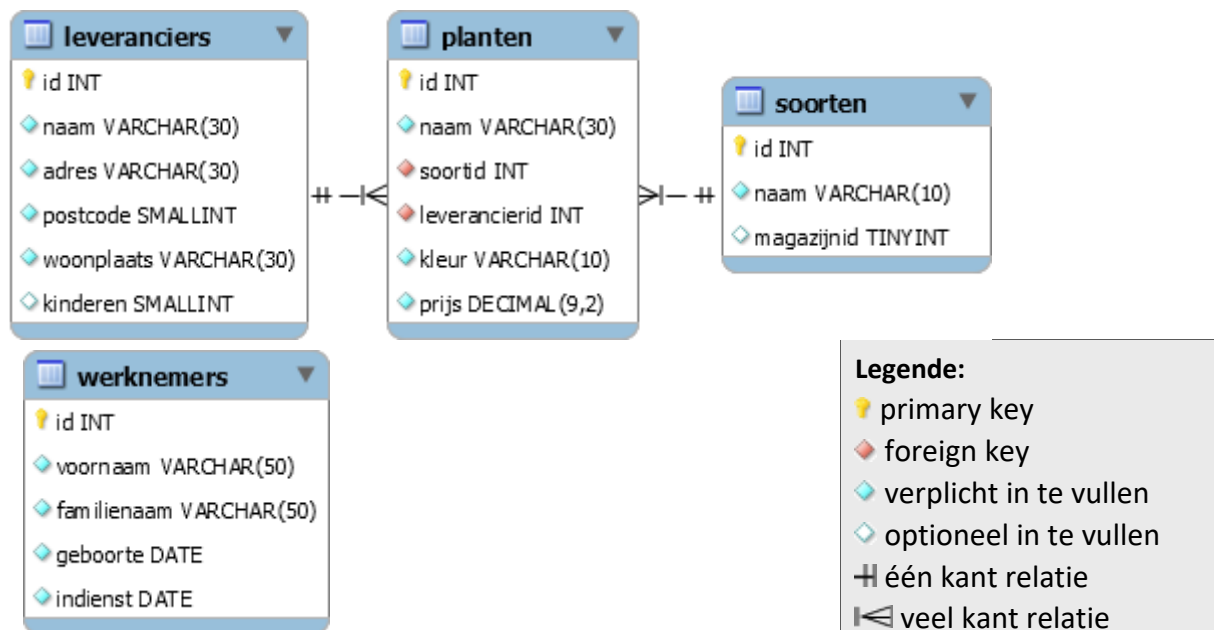 leveranciers
id INT
naam VARCHAR(30)
adres VARCHAR(30)
postcode SMALLINT
woonplaats VARCHAR(30)
kinderen SMALLINT
planten
id INT
naam VARCHAR(30)
soortid INT
leverancierid INT
kleur VARCHAR(10)
prijs DECIMAL(9,2)
soorten
id INT
naam VARCHAR(10)
magazijnid TINYINT
werknemers
id INT
voornaam VARCHAR(50)
familienaam VARCHAR(50)
geboorte DATE
indienst DATE
Legende:
primary key
foreign key
verplicht in te vullen
optioneel in te vullen
één kant relatie
veel kant relatie